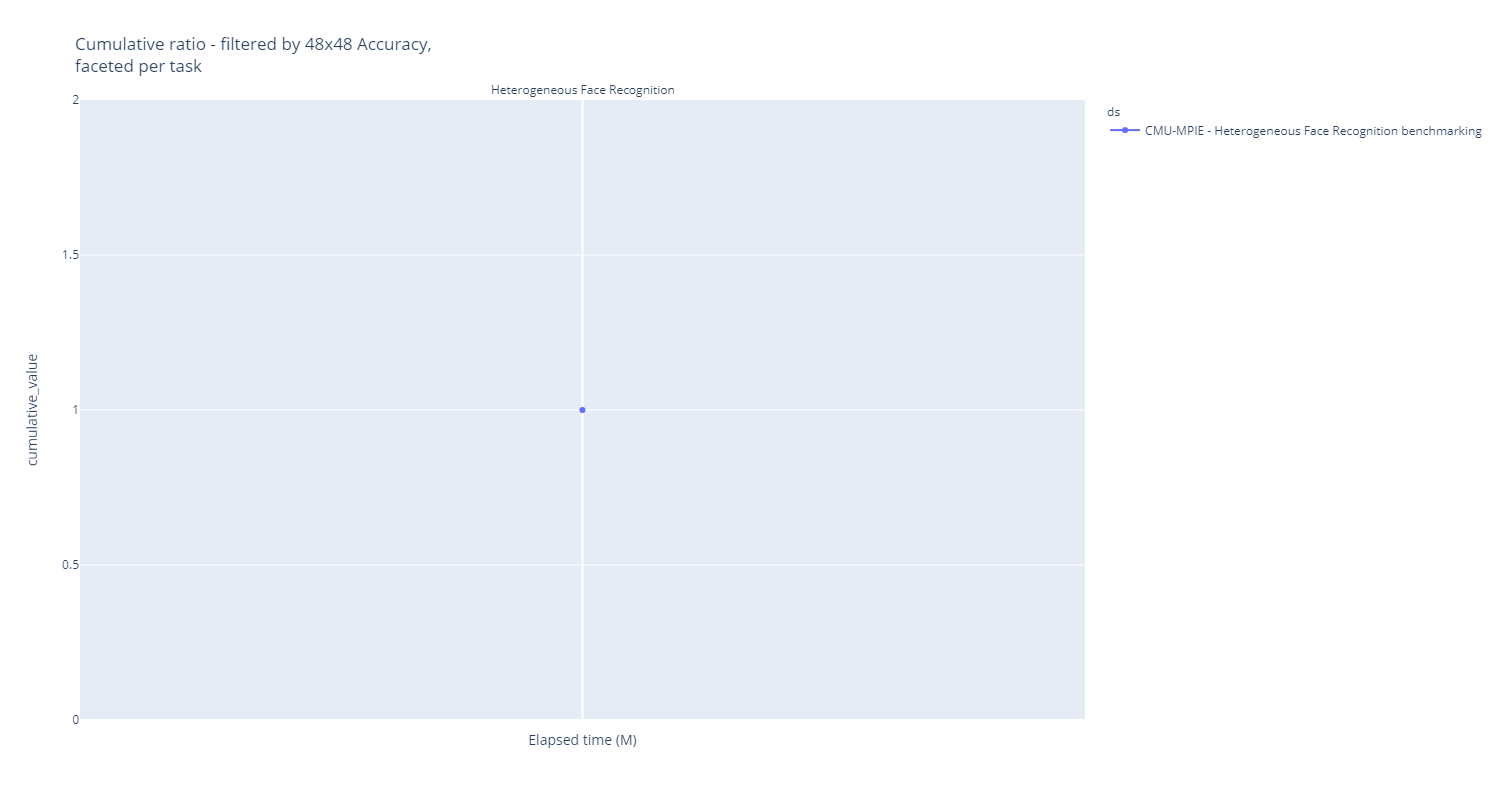 Cumulative ratio - filtered by 48x48 Accuracy,
faceted per task
Heterogeneous Face Recognition
2
1.5
1
0.5
0
cumulative_value
Elapsed time (M)
ds
CMU-MPIE - Heterogeneous Face Recognition benchmarking